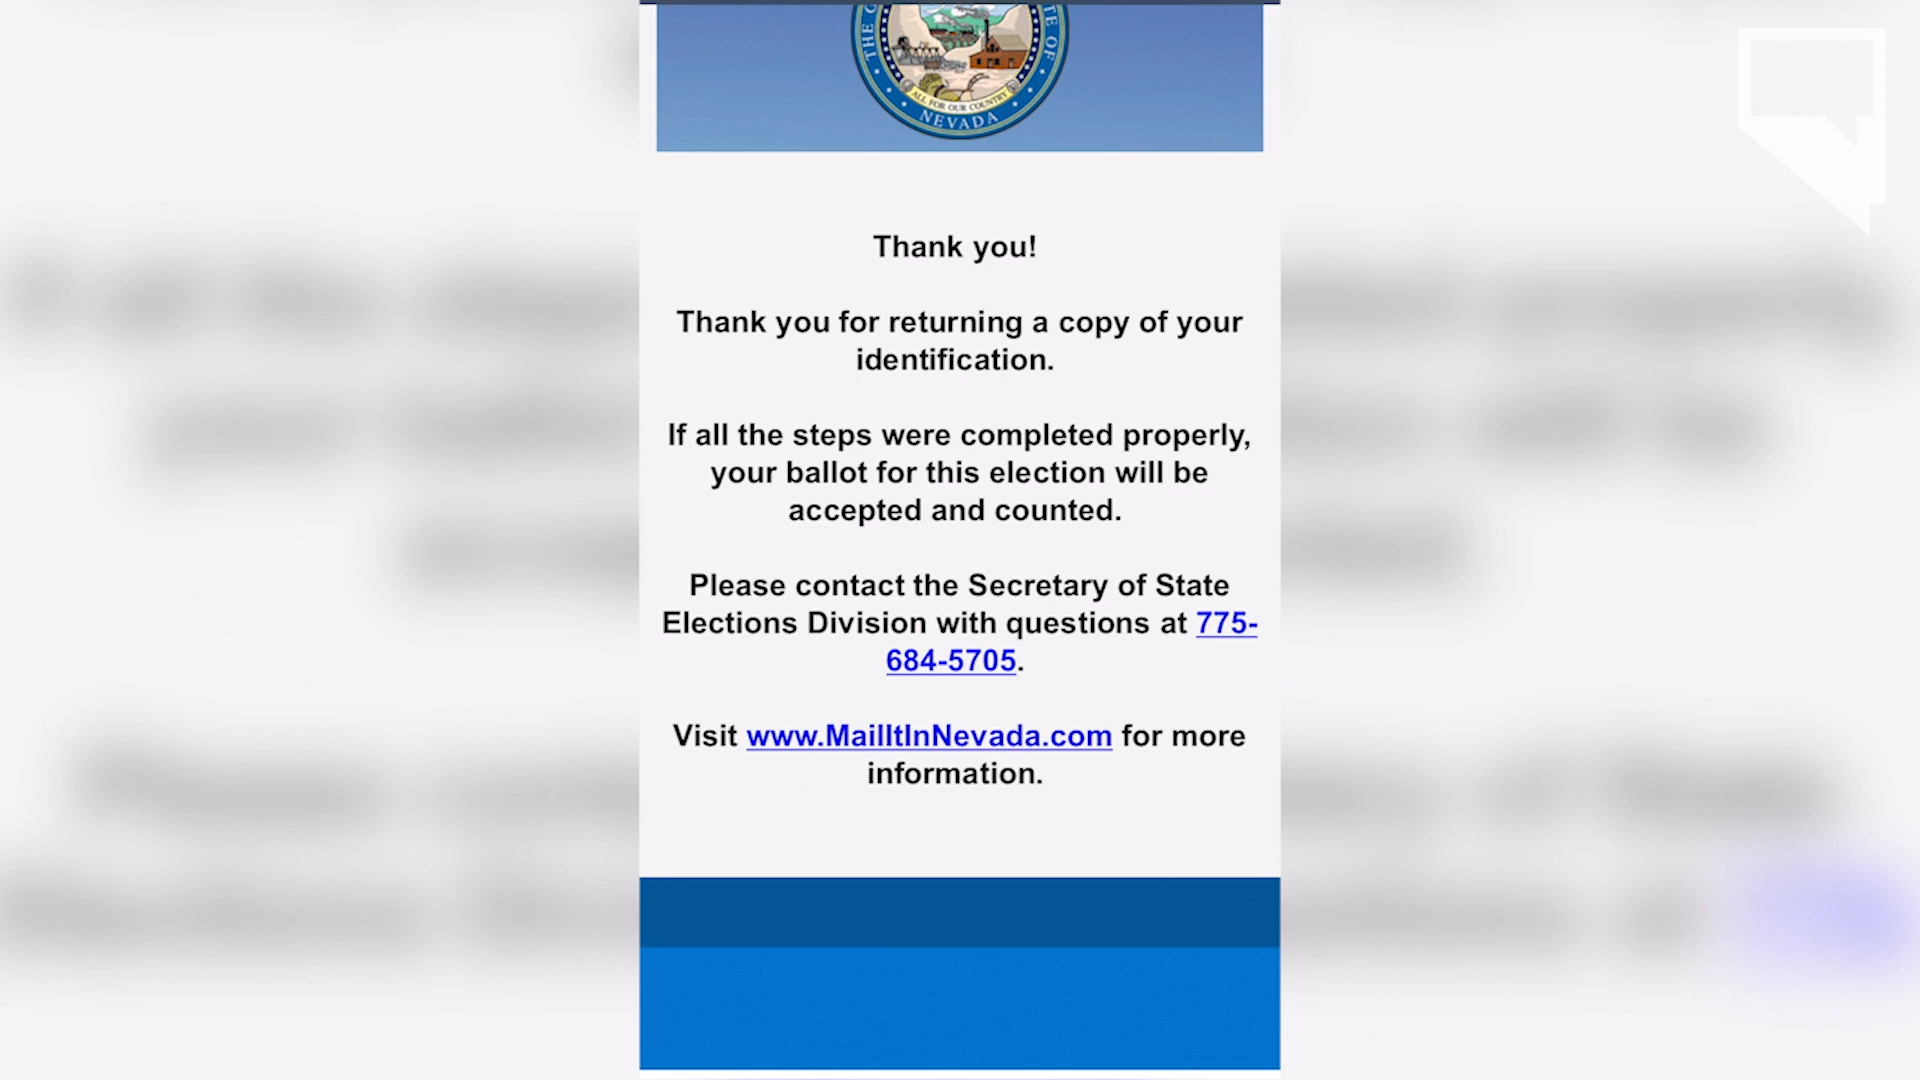 THE OF
ALL FOR OUR COUNTRY
NEVADA
Thank you!
Thank you for returning a copy of your
identification.
If all the steps were completed properly,
your ballot for this election will be
accepted and counted.
Please contact the Secretary of State
Elections Division with questions at 775-
684-5705.
Visit www.MailItInNevada.com for more
information.